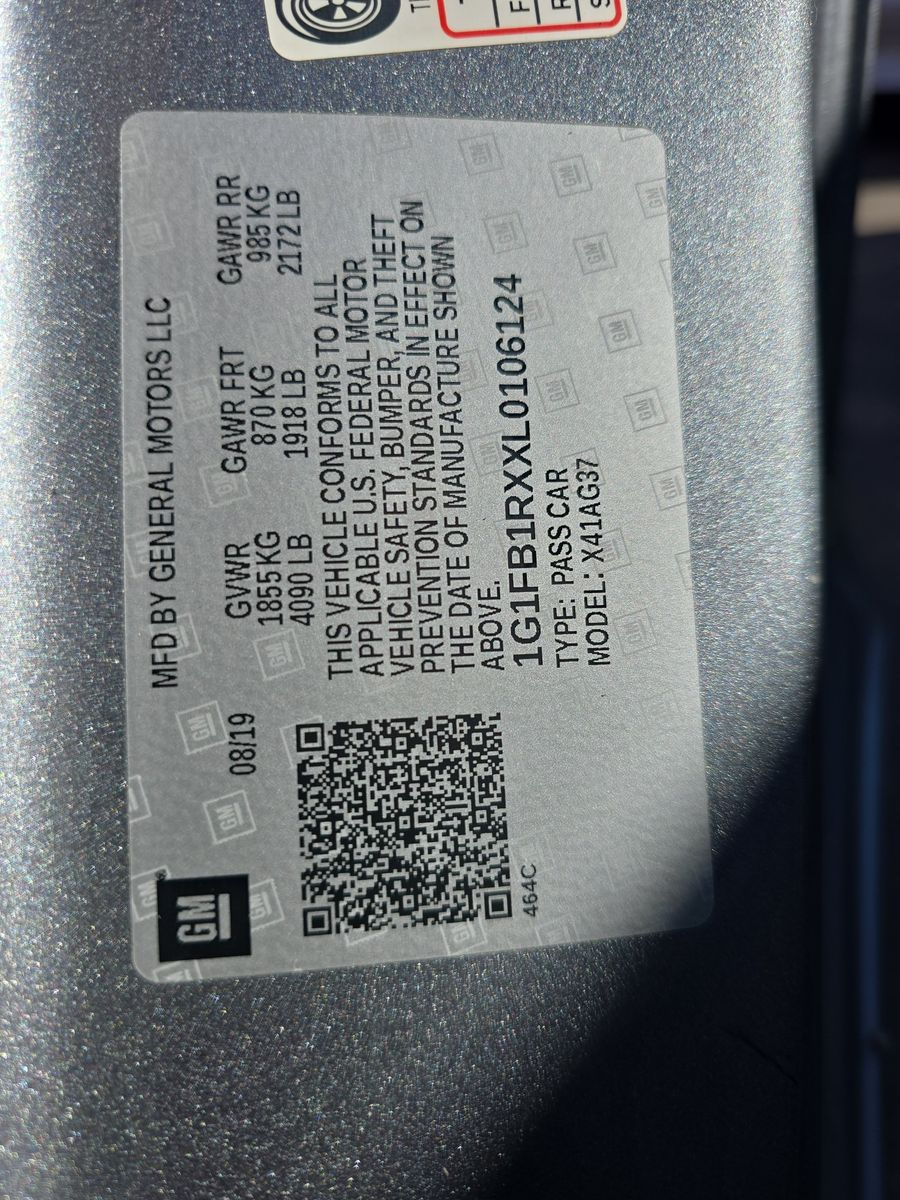 MFD BY GENERAL MOTORS LLC
GM
08/19
GVWR GAWR FRT GAWR RR
1855 KG 870 KG 985 KG
4090 LB 1918 LB 2172 LB
THIS VEHICLE CONFORMS TO ALL
APPLICABLE U.S. FEDERAL MOTOR
VEHICLE SAFETY, BUMPER, AND THEFT
PREVENTION STANDARDS IN EFFECT ON
THE DATE OF MANUFACTURE SHOWN
ABOVE.
1G1FB1RXXL0106124
TYPE: PASS CAR
MODEL: X41AG37
464C